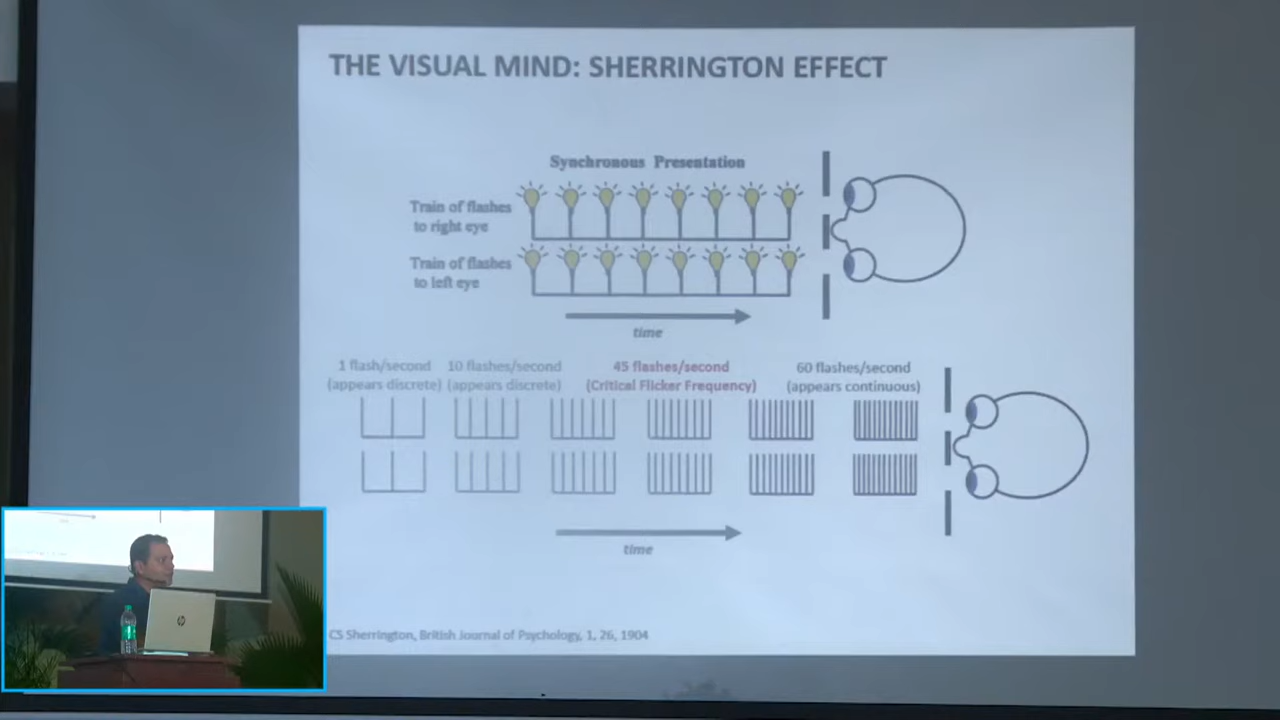 THE VISUAL MIND: SHERRINGTON EFFECT
Synchronous Presentation
Train of flashes
to right eye
Train of flashes
to left eye
time
1 flash/second
(appears discrete)
10 flashes/second
(appears discrete)
45 flashes/second
(Critical Flicker Frequency)
60 flashes/second
(appears continuous)
time
CS Sherrington, British Journal of Psychology, 1, 26, 1904
hp